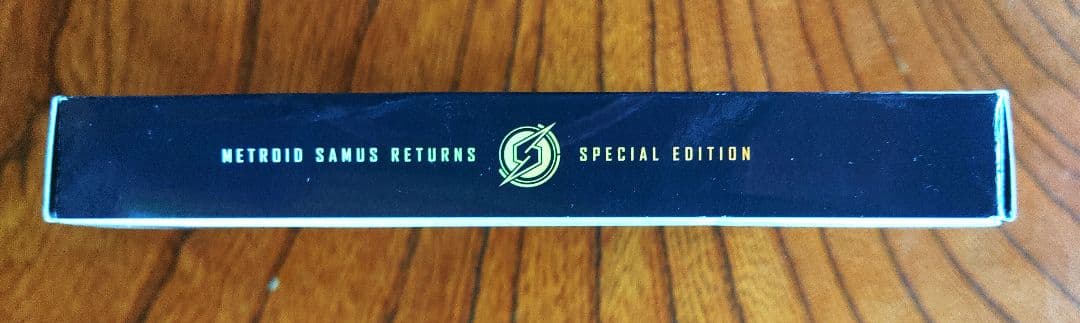 METROID SAMUS RETURNS SPECIAL EDITION